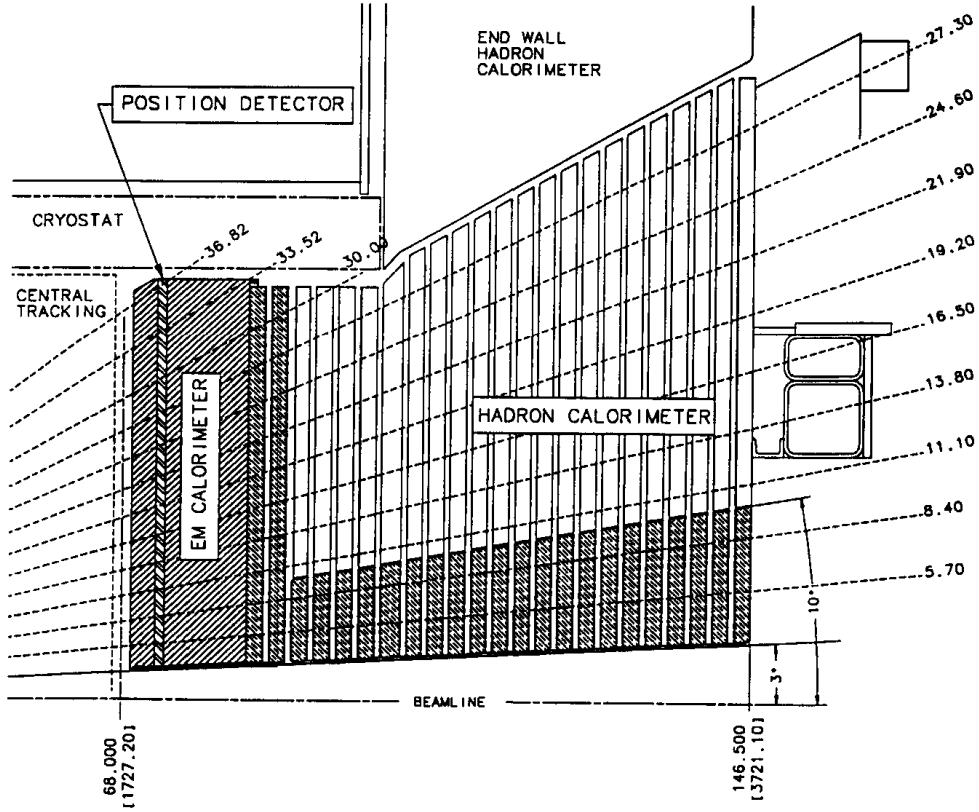 END WALL
HADRON
CALORIMETER
27.30
POSITION DETECTOR
24.60
21.90
CRYOSTAT
36.82
33.52
30.00
19.20
CENTRAL
TRACKING
16.50
13.80
EM CALORIMETER
HADRON CALORIMETER
11.10
8.40
5.70
10°
3°
BEAMLINE
68.000
[1727.20]
146.500
[3721.10]